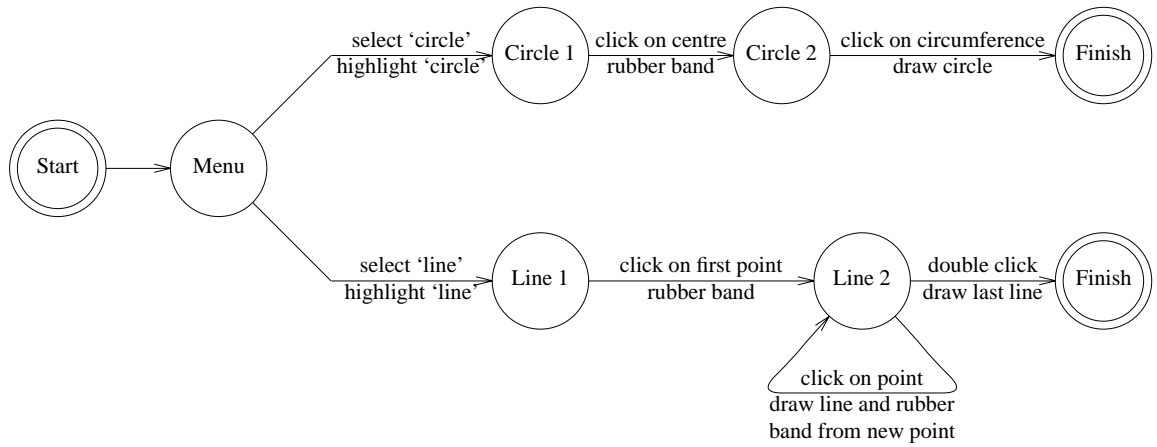 select ‘circle’
highlight ‘circle’
Circle 1
click on centre
rubber band
Circle 2
click on circumference
draw circle
Finish
Start
Menu
select ‘line’
highlight ‘line’
Line 1
click on first point
rubber band
Line 2
double click
draw last line
Finish
click on point
draw line and rubber
band from new point